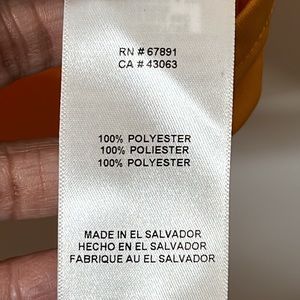 RN # 67891
CA # 43063
100% POLYESTER
100% POLIESTER
100% POLYESTER
MADE IN EL SALVADOR
HECHO EN EL SALVADOR
FABRIQUE AU EL SALVADOR